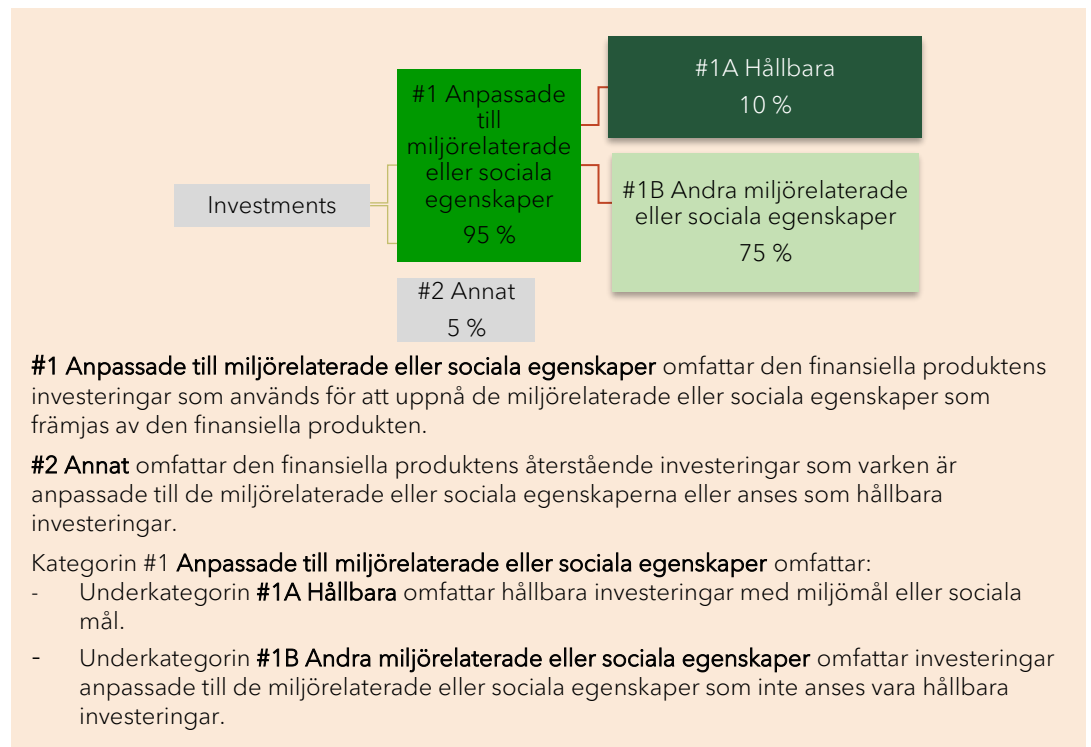 #1A Hållbara
10 %
#1 Anpassade
till
miljörelaterade
eller sociala
egenskaper
95 %
#1B Andra miljörelaterade
eller sociala egenskaper
75 %
Investments
#2 Annat
5 %
#1 Anpassade till miljörelaterade eller sociala egenskaper omfattar den finansiella produktens
investeringar som används för att uppnå de miljörelaterade eller sociala egenskaper som
främjas av den finansiella produkten.
#2 Annat omfattar den finansiella produktens återstående investeringar som varken är
anpassade till de miljörelaterade eller sociala egenskaperna eller anses som hållbara
investeringar.
Kategorin #1 Anpassade till miljörelaterade eller sociala egenskaper omfattar:
- Underkategorin #1A Hållbara omfattar hållbara investeringar med miljömål eller sociala
mål.
- Underkategorin #1B Andra miljörelaterade eller sociala egenskaper omfattar investeringar
anpassade till de miljörelaterade eller sociala egenskaper som inte anses vara hållbara
investeringar.